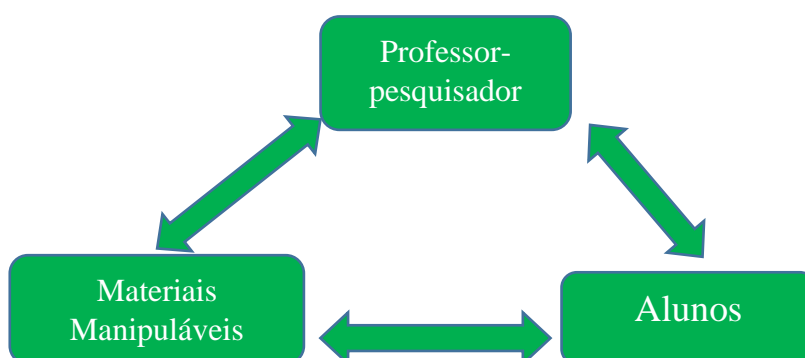 Professor-
pesquisador
Materiais
Manipuláveis
Alunos